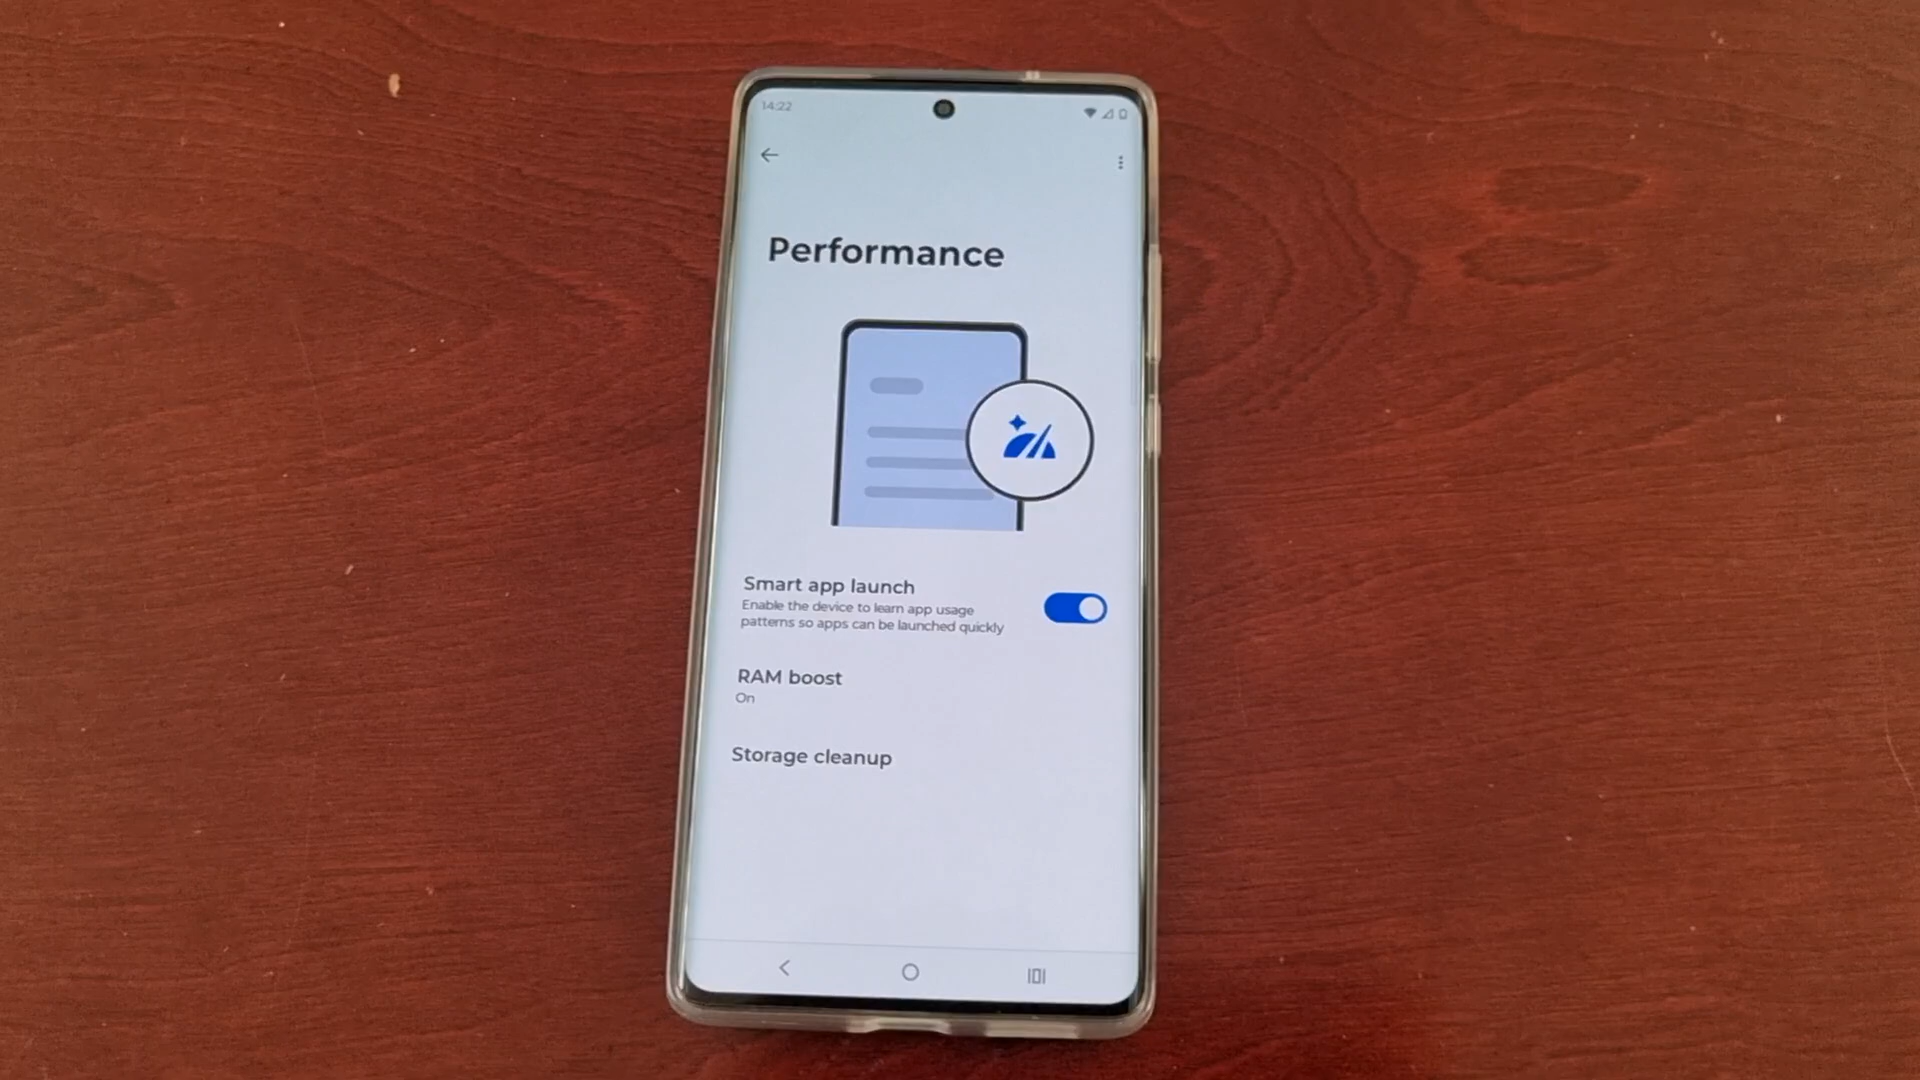 14:22
Performance
Smart app launch
Enable the device to learn app usage
patterns so apps can be launched quickly
RAM boost
On
Storage cleanup